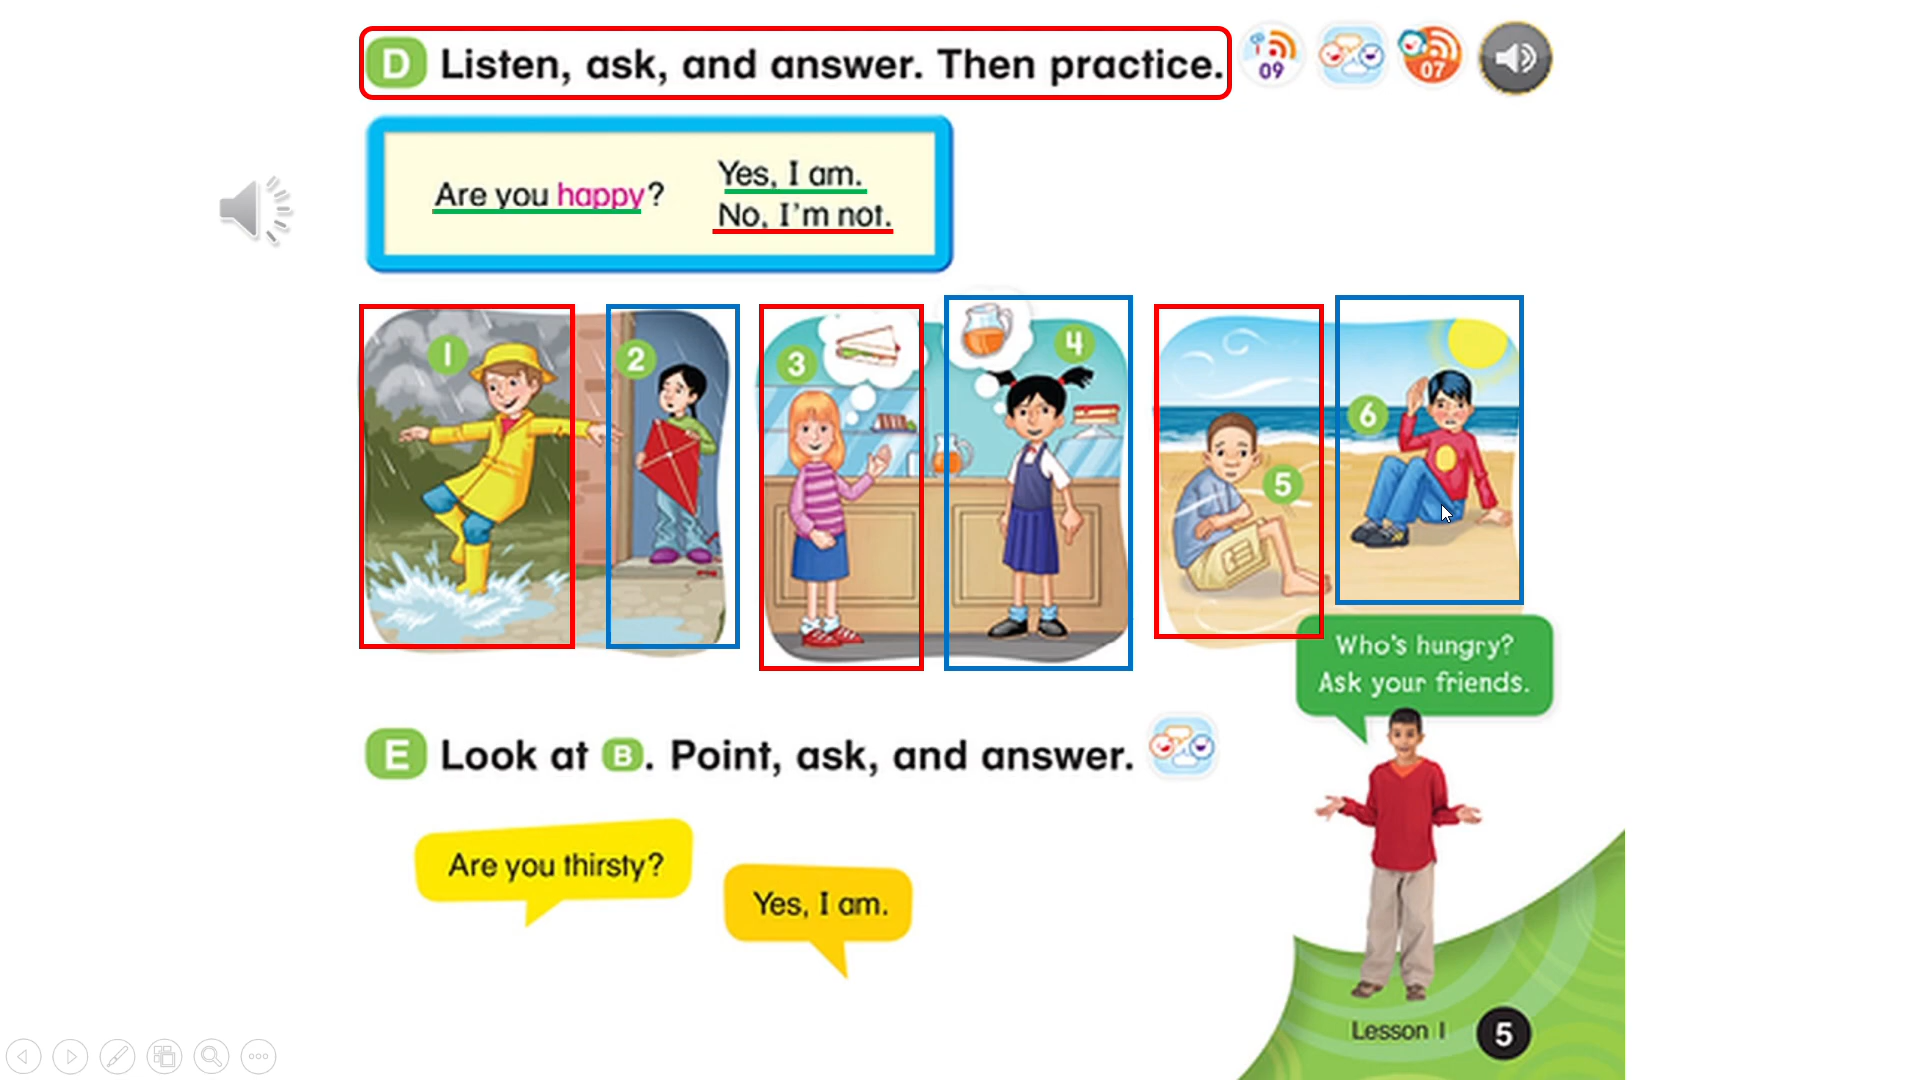 D Listen, ask, and answer. Then practice.
09
07
Are you happy?
Yes, I am.
No, I'm not.
1
2
3
4
5
6
Who's hungry?
Ask your friends.
E Look at B. Point, ask, and answer.
Are you thirsty?
Yes, I am.
Lesson 1
5